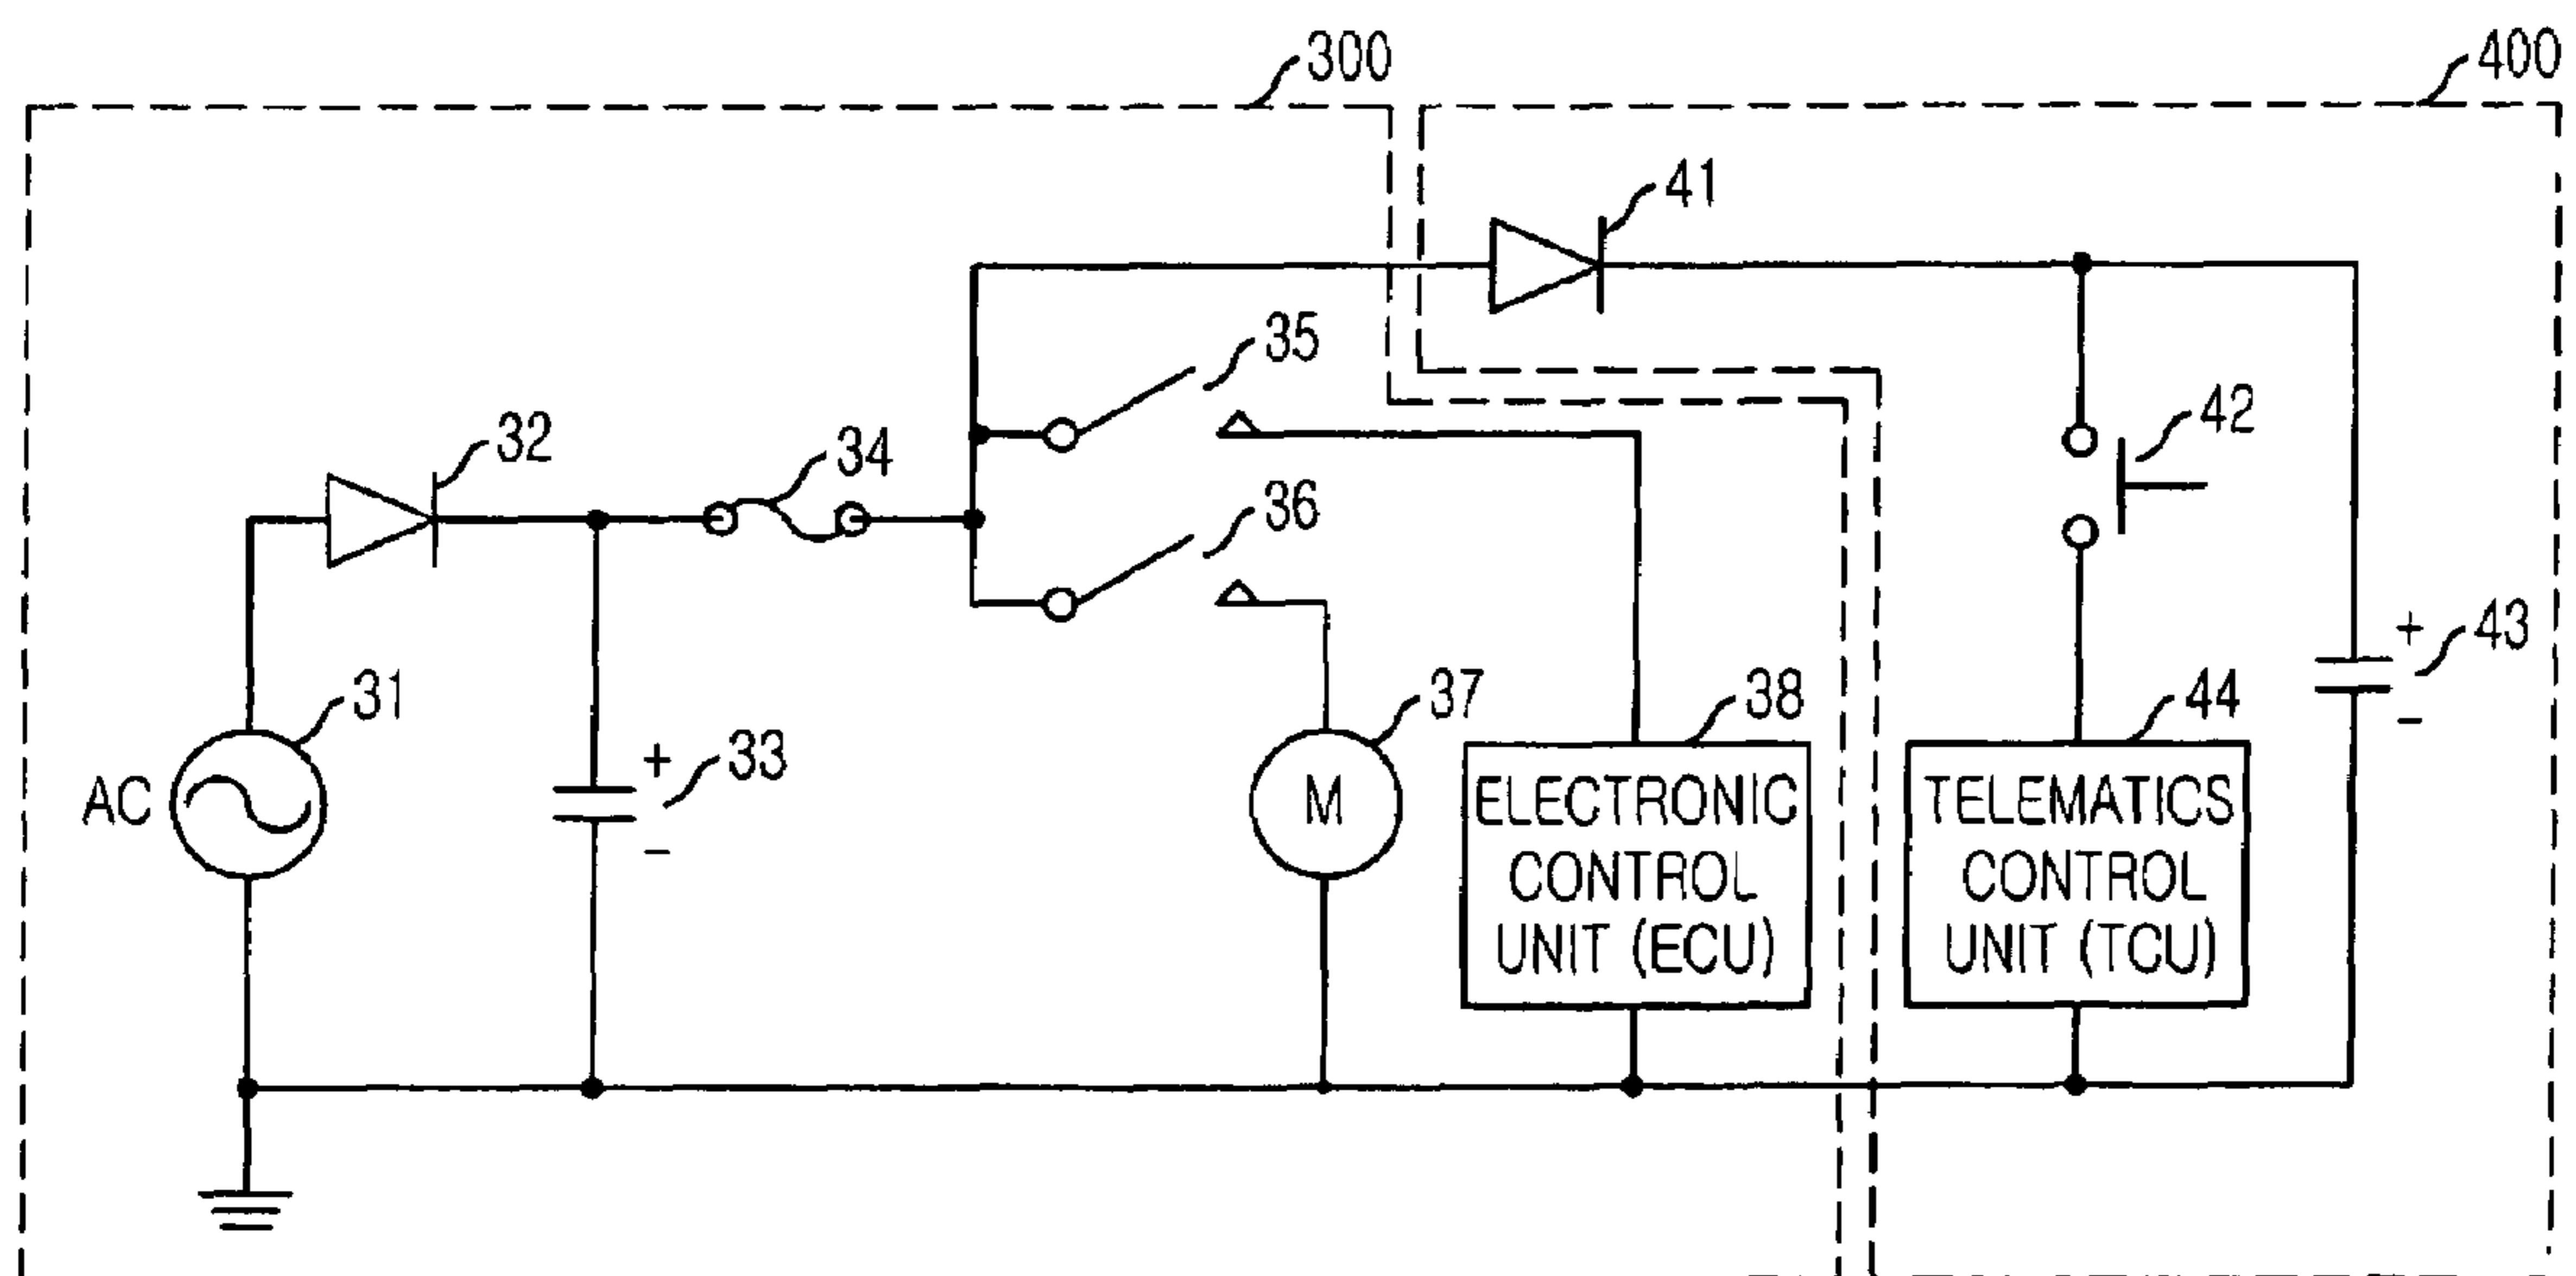 300
400
41
35
32
34
36
42
31
33
37
38
44
43
+
-
+
-
AC
M
ELECTRONIC
CONTROL
UNIT (ECU)
TELEMATICS
CONTROL
UNIT (TCU)